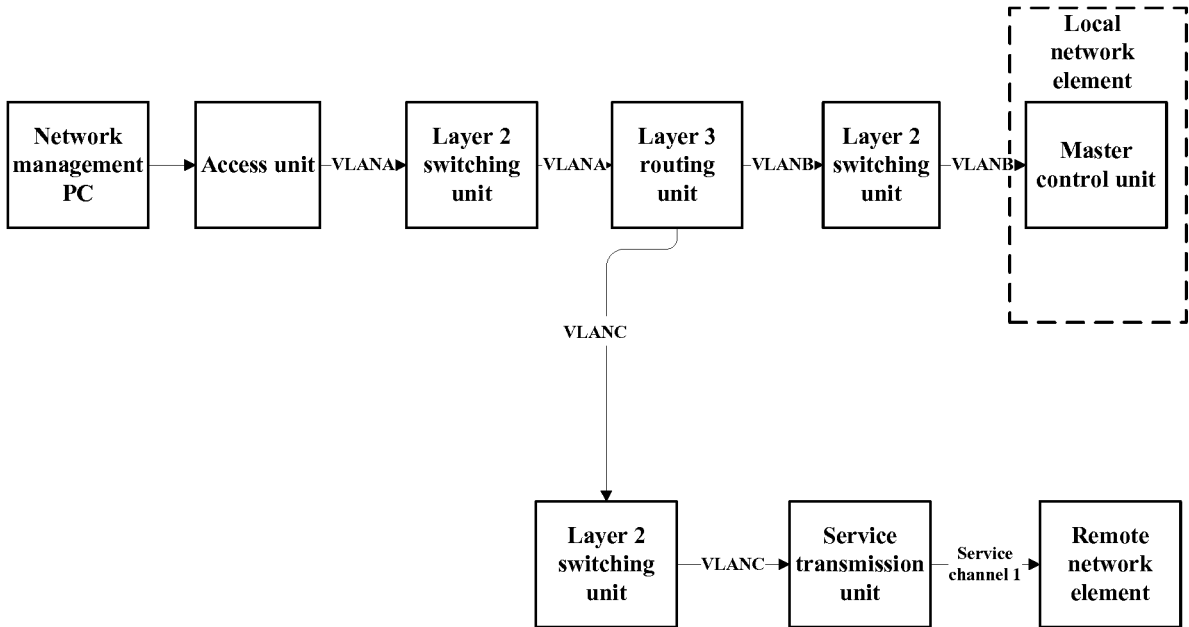 Local
network
element
Network
management
PC
Access unit
VLANA
Layer 2
switching
unit
VLANA
Layer 3
routing
unit
VLANB
Layer 2
switching
unit
VLANB
Master
control unit
VLANC
Layer 2
switching
unit
VLANC
Service
transmission
unit
Service
channel 1
Remote
network
element